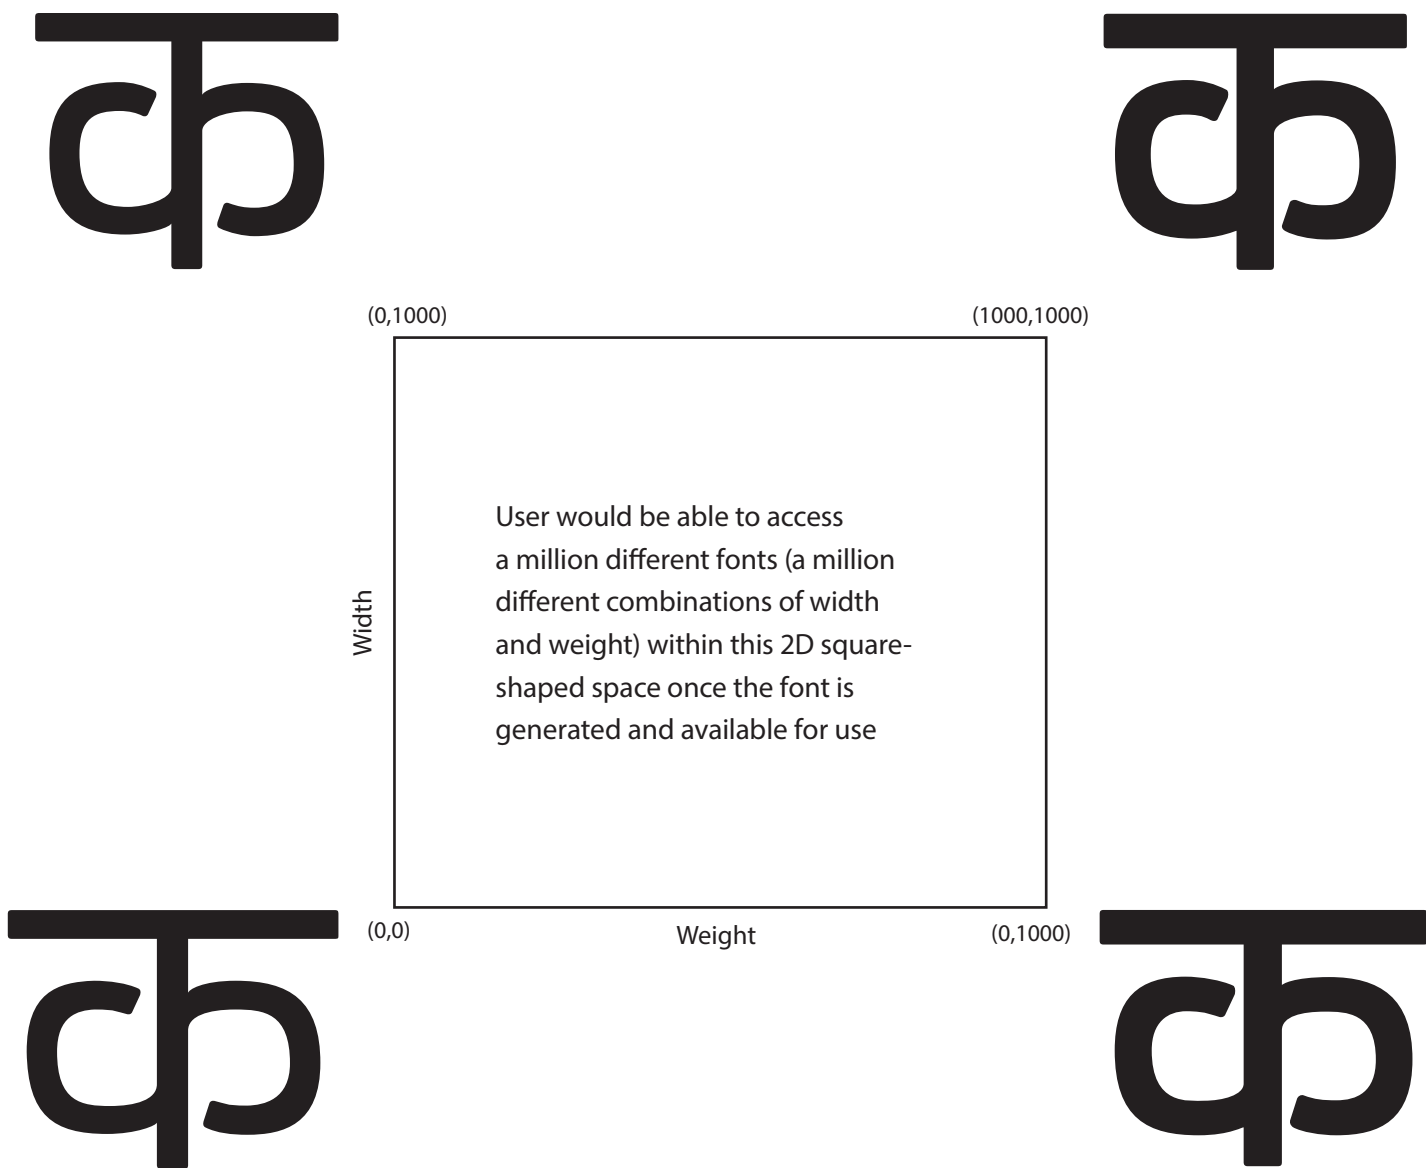 क क
(0,1000) (1000,1000)
User would be able to access
a million different fonts (a million
different combinations of width
and weight) within this 2D square-
shaped space once the font is
generated and available for use
Width
(0,0) Weight (0,1000)
क क